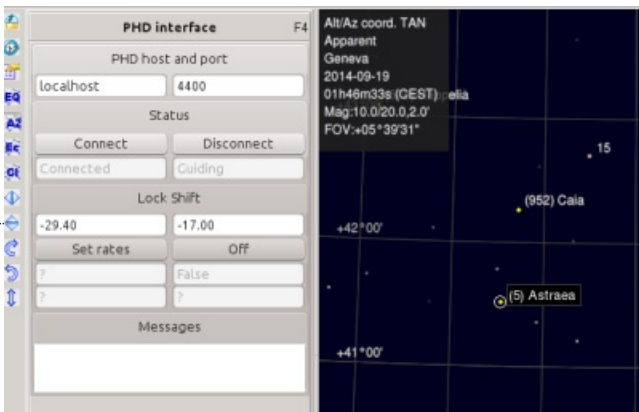 PHD interface F4
PHD host and port
localhost 4400
Status
Connect Disconnect
Connected Guiding
Lock Shift
-29.40 -17.00
Set rates Off
? False
? ?
Messages
EQ
AZ
Ec
Alt/Az coord. TAN
Apparent
Geneva
2014-09-19
01h46m33s (CEST)
Mag:10.0/20.0,2.0'
FOV:+05°39'31"
15
(952) Caia
+42°00'
(5) Astraea
+41°00'